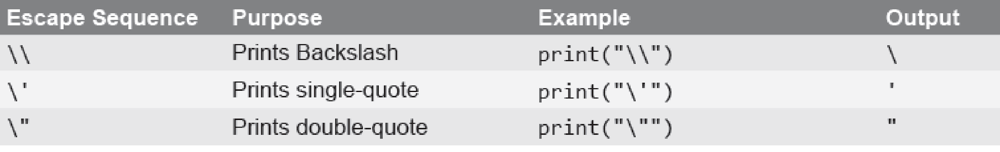 Escape Sequence Purpose Example Output
\\ Prints Backslash print("\\") \
\' Prints single-quote print("\'") '
\" Prints double-quote print("\"") "